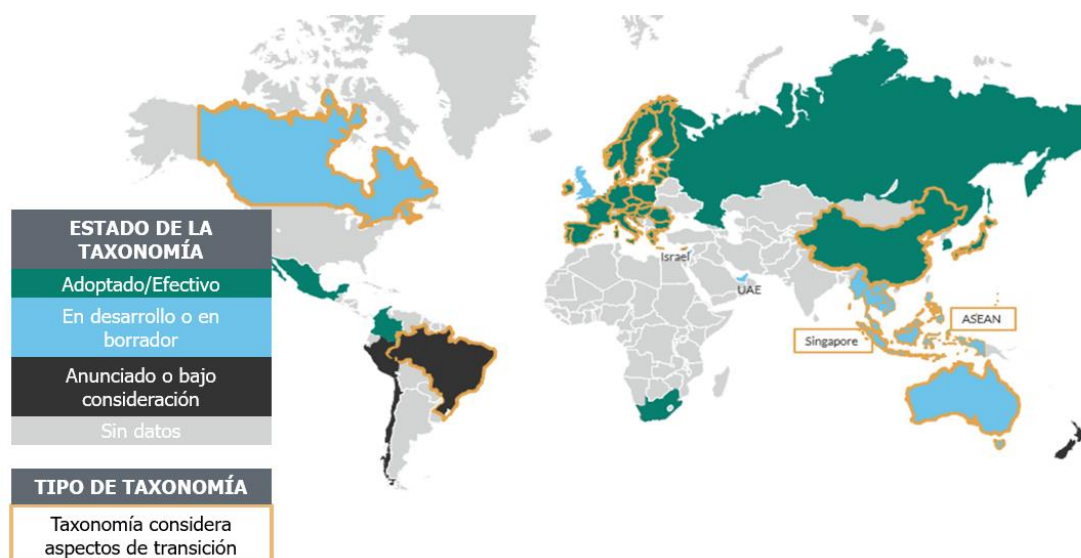 Israel
UAE
ASEAN
Singapore
ESTADO DE LA
TAXONOMÍA
Adoptado/Efectivo
En desarrollo o en
borrador
Anunciado o bajo
consideración
Sin datos
TIPO DE TAXONOMÍA
Taxonomía considera
aspectos de transición